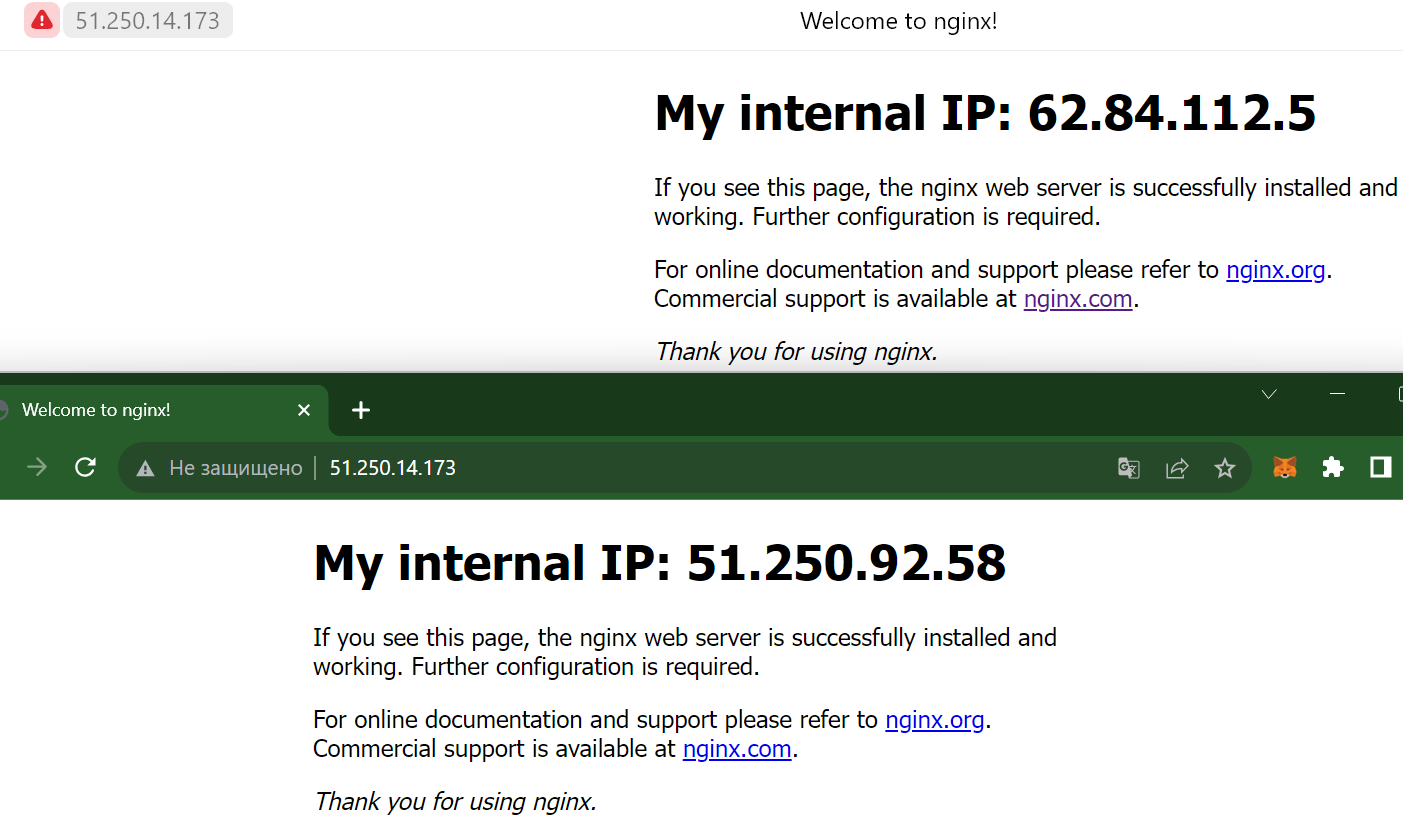 51.250.14.173 Welcome to nginx!
My internal IP: 62.84.112.5
If you see this page, the nginx web server is successfully installed and
working. Further configuration is required.
For online documentation and support please refer to nginx.org.
Commercial support is available at nginx.com.
Thank you for using nginx.
Welcome to nginx!
Не защищено 51.250.14.173
My internal IP: 51.250.92.58
If you see this page, the nginx web server is successfully installed and
working. Further configuration is required.
For online documentation and support please refer to nginx.org.
Commercial support is available at nginx.com.
Thank you for using nginx.